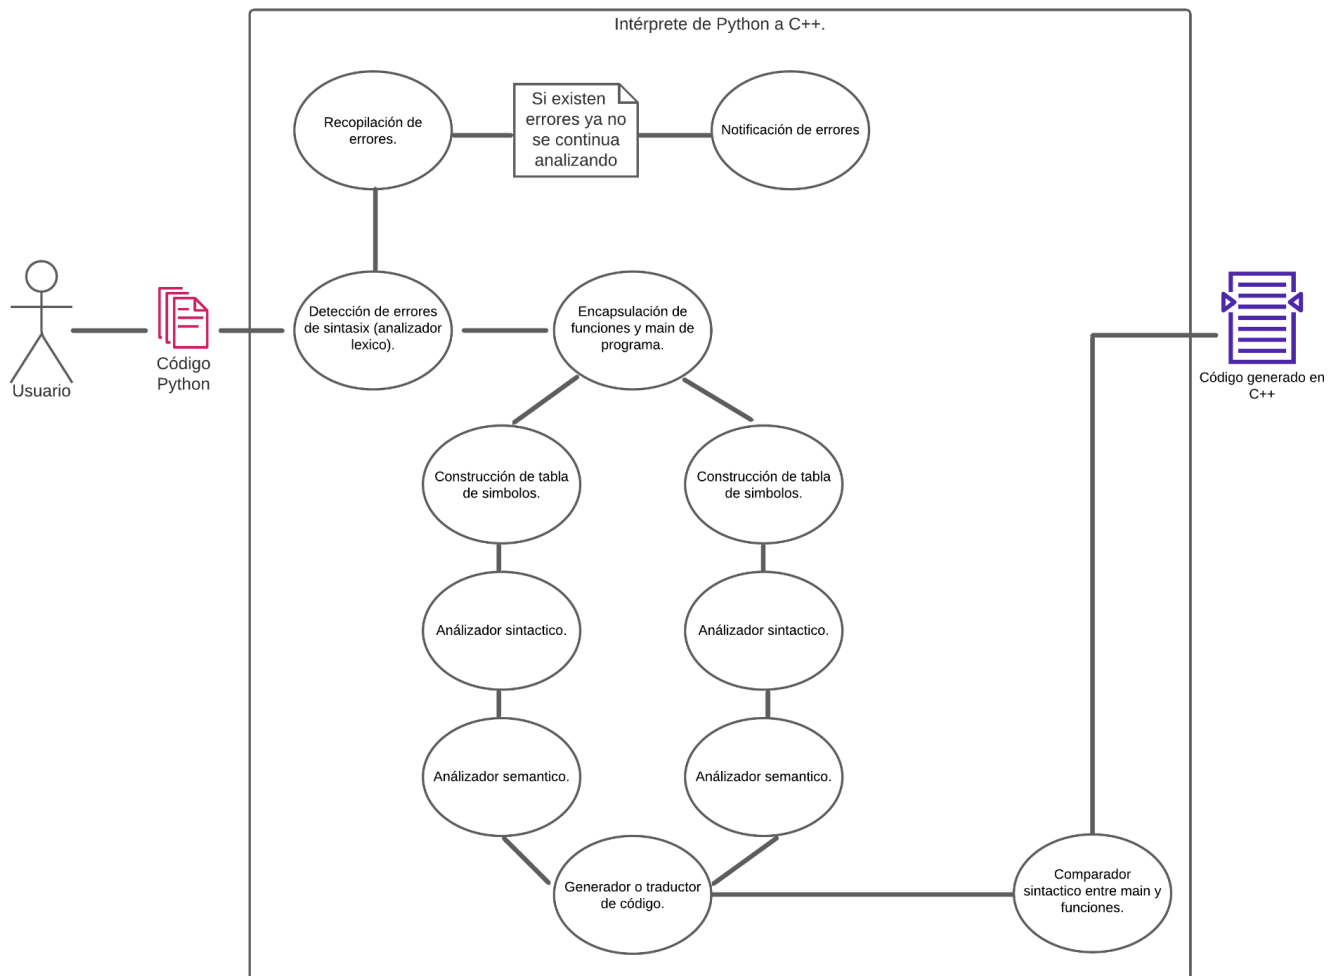 Intérprete de Python a C++.
Recopilación de
errores.
Si existen
errores ya no
se continua
analizando
Notificación de errores
Usuario
Código
Python
Detección de errores
de sintasix (analizador
lexico).
Encapsulación de
funciones y main de
programa.
Código generado en
C++
Construcción de tabla
de simbolos.
Construcción de tabla
de simbolos.
Análizador sintactico.
Análizador sintactico.
Análizador semantico.
Análizador semantico.
Generador o traductor
de código.
Comparador
sintactico entre main y
funciones.